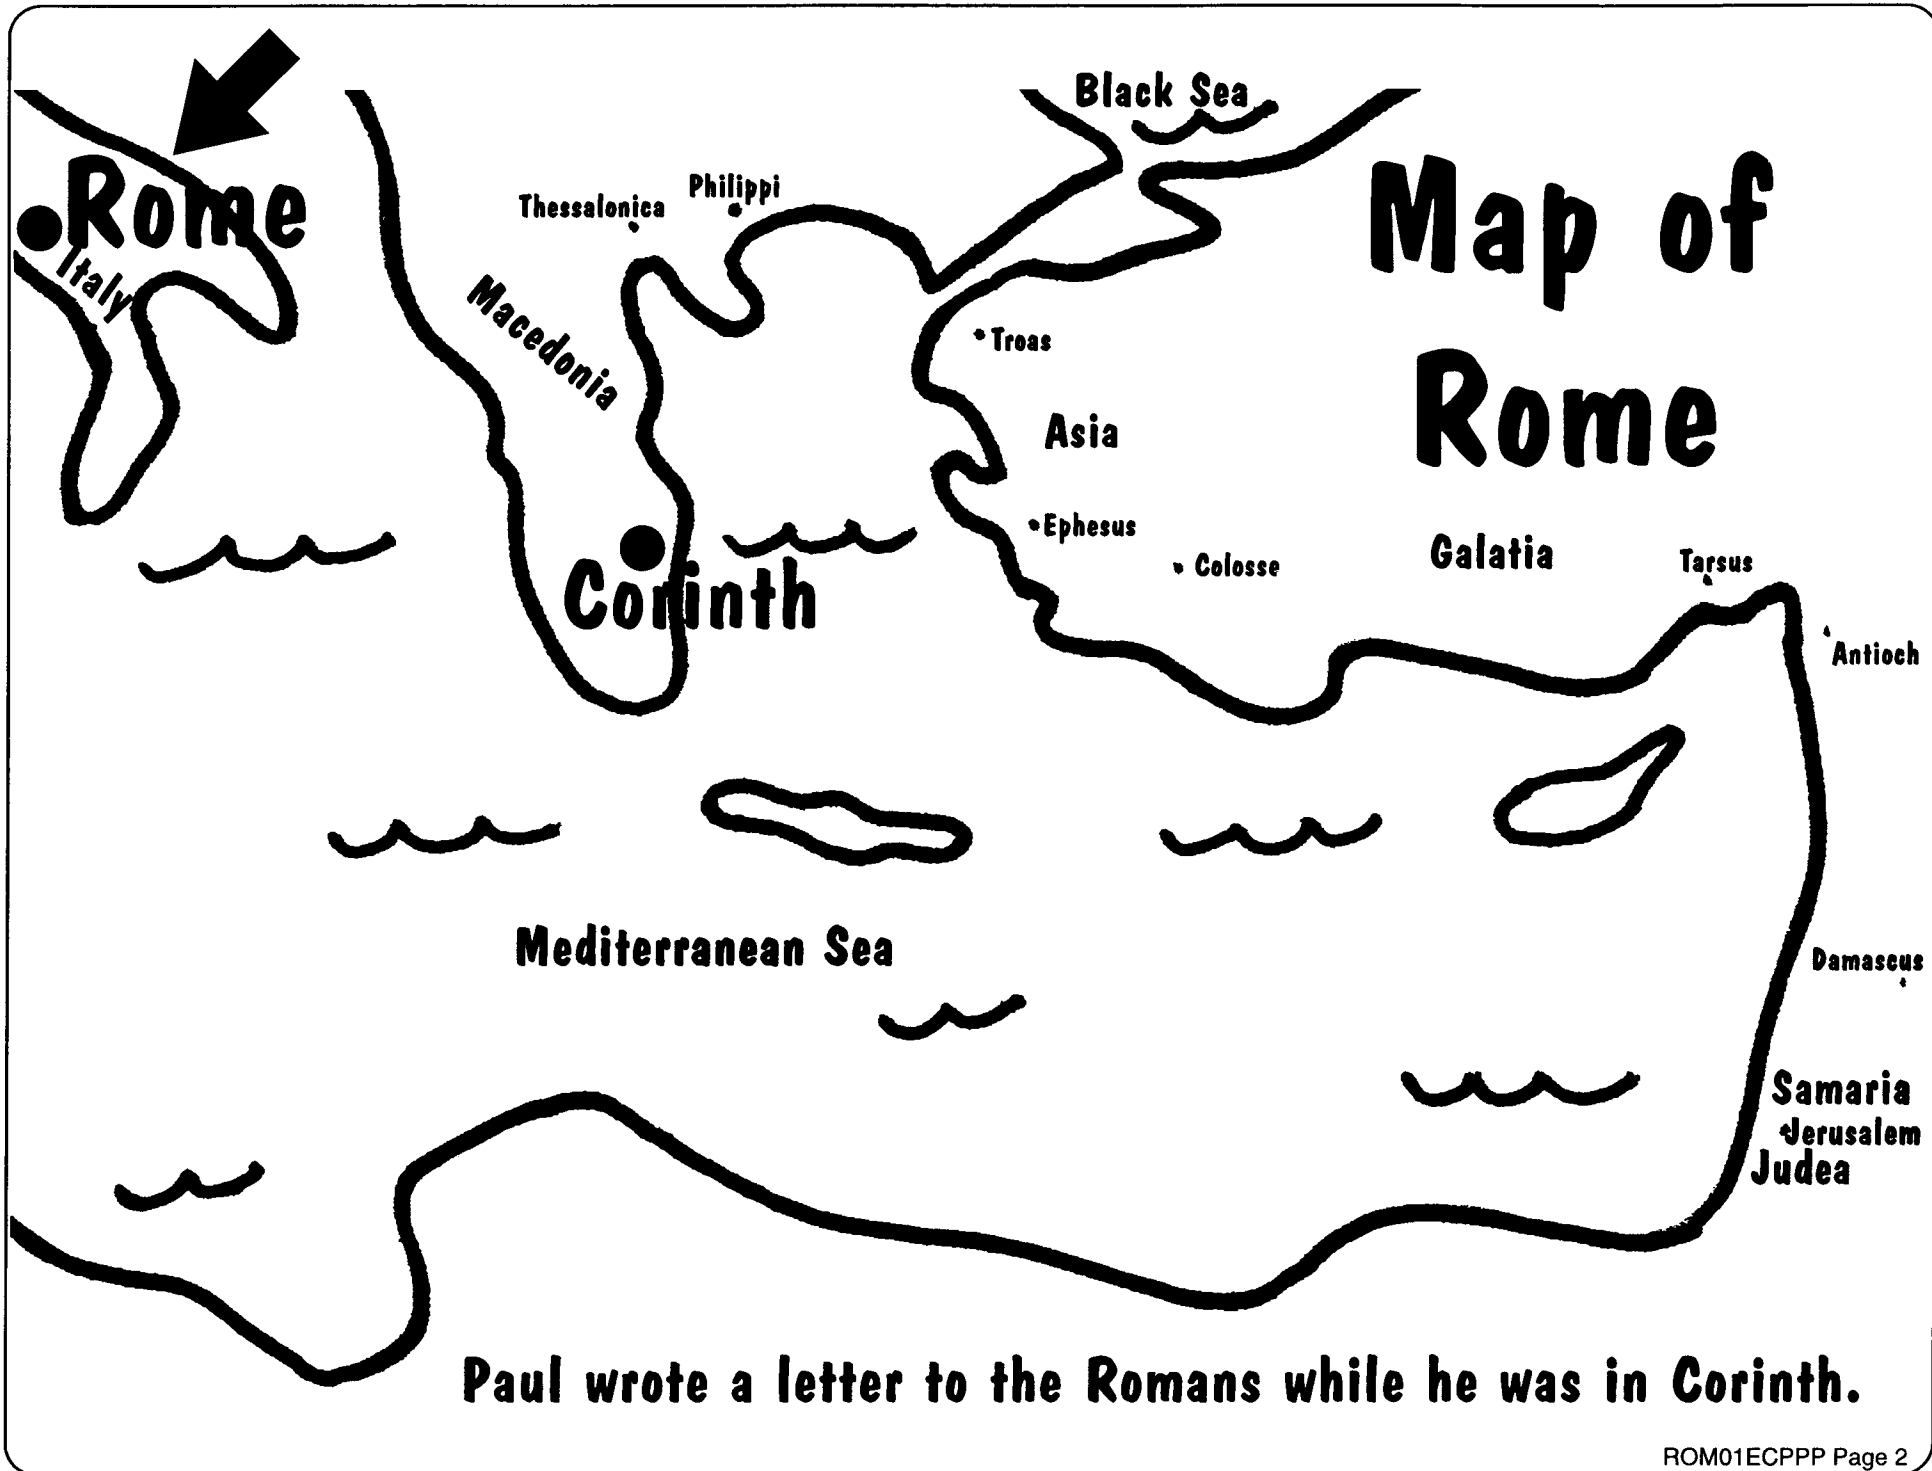 Black Sea
Map of
Rome
Rome
Italy
Philippi
Thessalonica
Macedonia
Troas
Asia
Ephesus
Colosse
Galatia
Tarsus
Antioch
Corinth
Mediterranean Sea
Damascus
Samaria
Jerusalem
Judea
Paul wrote a letter to the Romans while he was in Corinth.
ROM01ECPPP Page 2